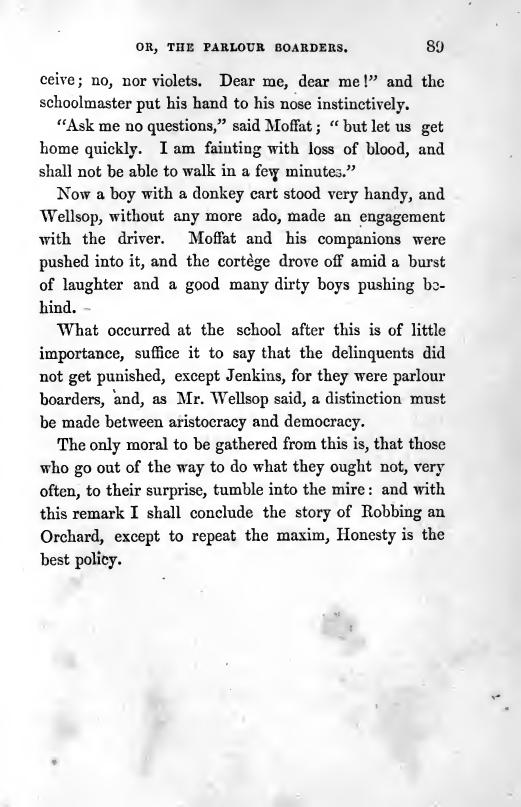 OR, THE PARLOUR BOARDERS. 89
ceive; no, nor violets. Dear me, dear me!” and the
schoolmaster put his hand to his nose instinctively.
“Ask me no questions,” said Moffat; “ but let us get
home quickly. I am fainting with loss of blood, and
shall not be able to walk in a few minutes.”
Now a boy with a donkey cart stood very handy, and
Wellsop, without any more ado, made an engagement
with the driver. Moffat and his companions were
pushed into it, and the cortège drove off amid a burst
of laughter and a good many dirty boys pushing be-
hind.
What occurred at the school after this is of little
importance, suffice it to say that the delinquents did
not get punished, except Jenkins, for they were parlour
boarders, and, as Mr. Wellsop said, a distinction must
be made between aristocracy and democracy.
The only moral to be gathered from this is, that those
who go out of the way to do what they ought not, very
often, to their surprise, tumble into the mire: and with
this remark I shall conclude the story of Robbing an
Orchard, except to repeat the maxim, Honesty is the
best policy.